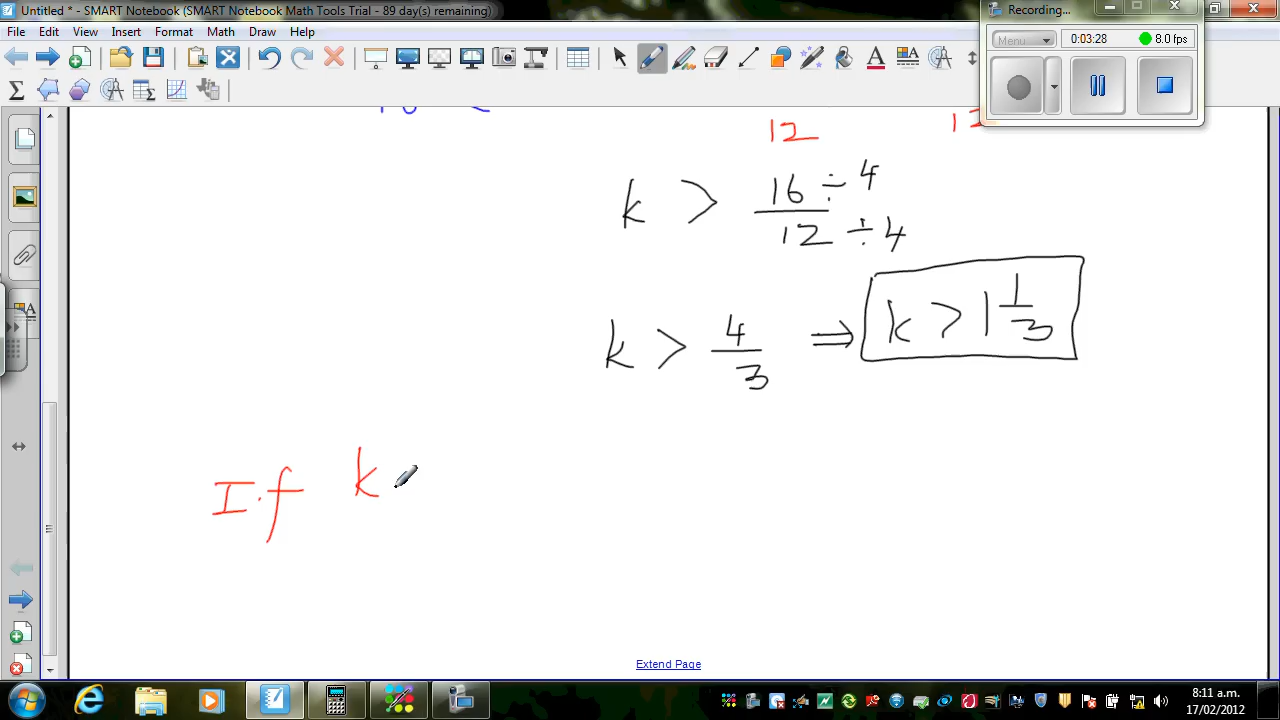 Untitled * - SMART Notebook (SMART Notebook Math Tools Trial - 89 day(s) remaining)
Recording...
File Edit View Insert Format Math Tools Draw Help
Menu
0:03:28
8.0 fps
12
k > 16 ÷ 4
12 ÷ 4
k > 4/3 ⇒ k > 1 1/3
I.f k
Extend Page
8:11 a.m.
17/02/2012